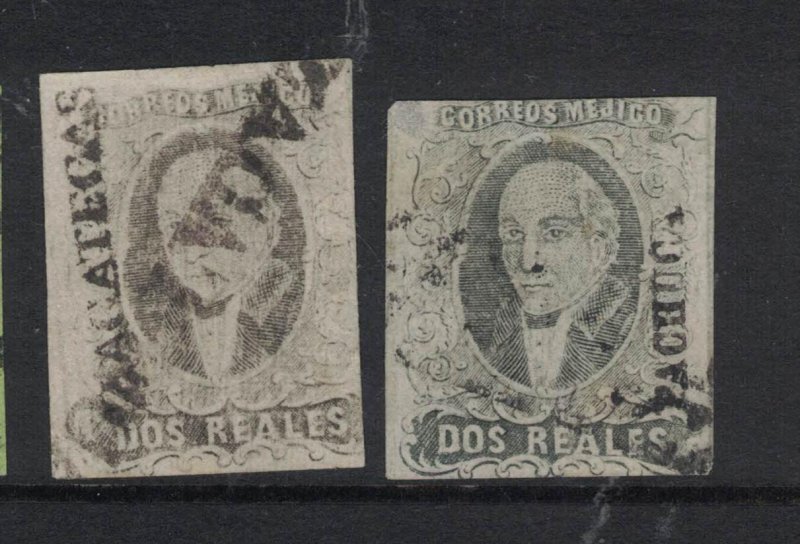 CORREOS MEJICO
ZACATECAS
DOS REALES
CORREOS MEJICO
PACHUCA
DOS REALES